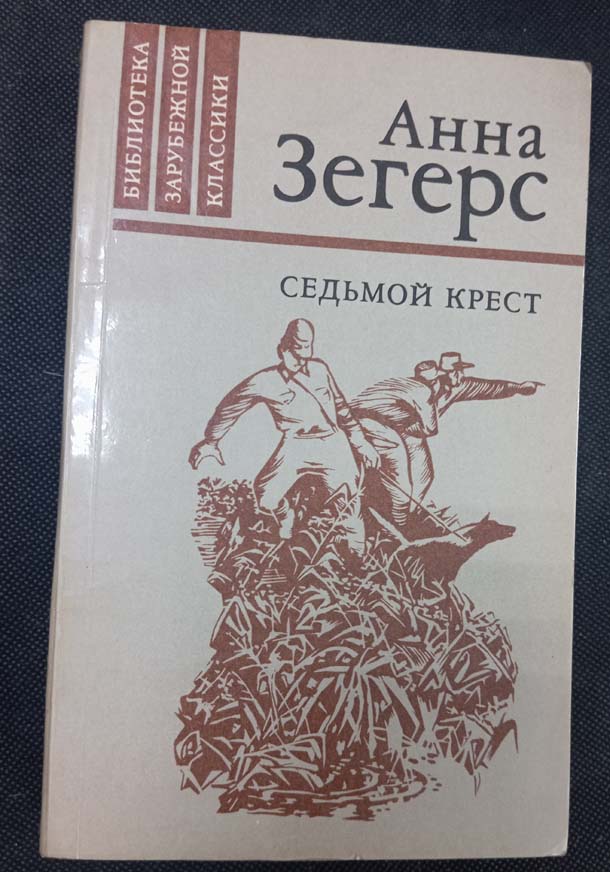 БИБЛИОТЕКА
ЗАРУБЕЖНОЙ
КЛАССИКИ
Анна
Зегерс
СЕДЬМОЙ КРЕСТ